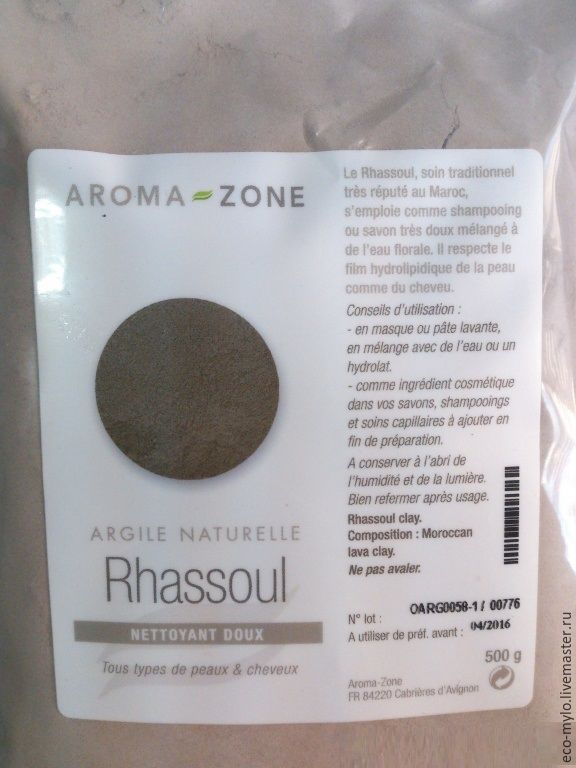 AROMA-ZONE
ARGILE NATURELLE
Rhassoul
NETTOYANT DOUX
Tous types de peaux & cheveux
Le Rhassoul, soin traditionnel
très réputé au Maroc,
s'emploie comme shampooing
ou savon très doux mélangé à
de l'eau florale. Il respecte le
film hydrolipidique de la peau
comme du cheveu.
Conseils d'utilisation :
- en masque ou pâte lavante,
en mélange avec de l'eau ou un
hydrolat.
- comme ingrédient cosmétique
dans vos savons, shampooings
et soins capillaires à ajouter en
fin de préparation.
A conserver à l'abri de
l'humidité et de la lumière.
Bien refermer après usage.
Rhassoul clay.
Composition : Moroccan
lava clay.
Ne pas avaler.
N° lot : OARG0058-1/ 00776
A utiliser de préf. avant : 04/2016
500 g
Aroma-Zone
FR 84220 Cabrières d'Avignon
eco-mylo.livemaster.ru